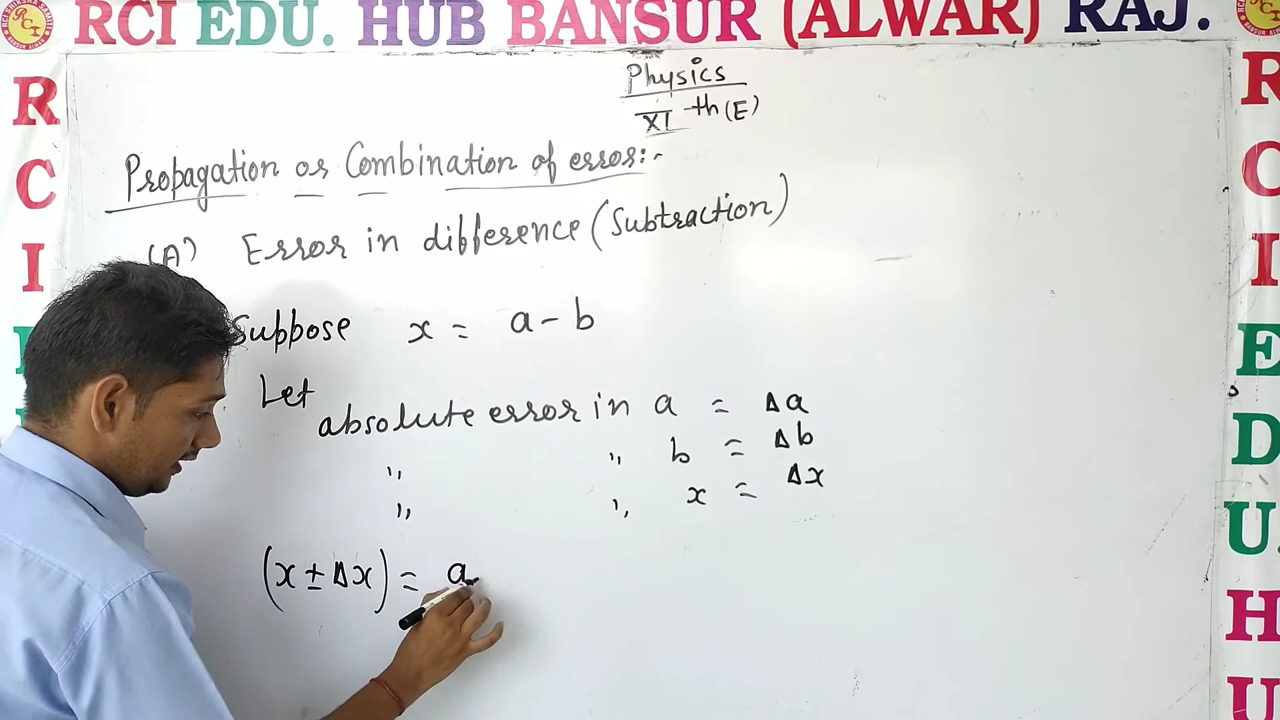 RCI EDU. HUB BANSUR (ALWAR) RAJ.
Physics
XI-th (E)
Propagation or Combination of error:-
(A) Error in difference (Subtraction)
Suppose x = a - b
Let
absolute error in a = Δa
,, ,, b = Δb
,, ,, x = Δx
(x ± Δx) = a
R
C
I
R
C
I
E
D
U.
H
U